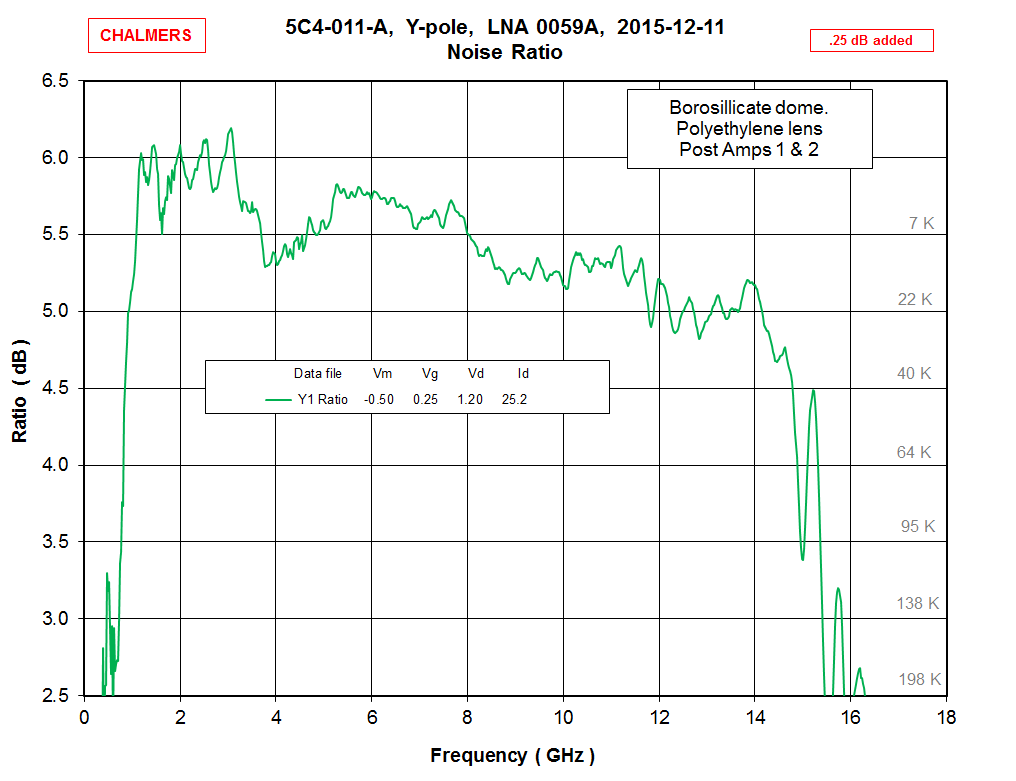 CHALMERS
5C4-011-A, Y-pole, LNA 0059A, 2015-12-11
Noise Ratio
.25 dB added
Borosillicate dome.
Polyethylene lens
Post Amps 1 & 2
Ratio ( dB )
6.5
6.0
5.5
5.0
4.5
4.0
3.5
3.0
2.5
7 K
22 K
40 K
64 K
95 K
138 K
198 K
Data file Vm Vg Vd Id
Y1 Ratio -0.50 0.25 1.20 25.2
0 2 4 6 8 10 12 14 16 18
Frequency ( GHz )